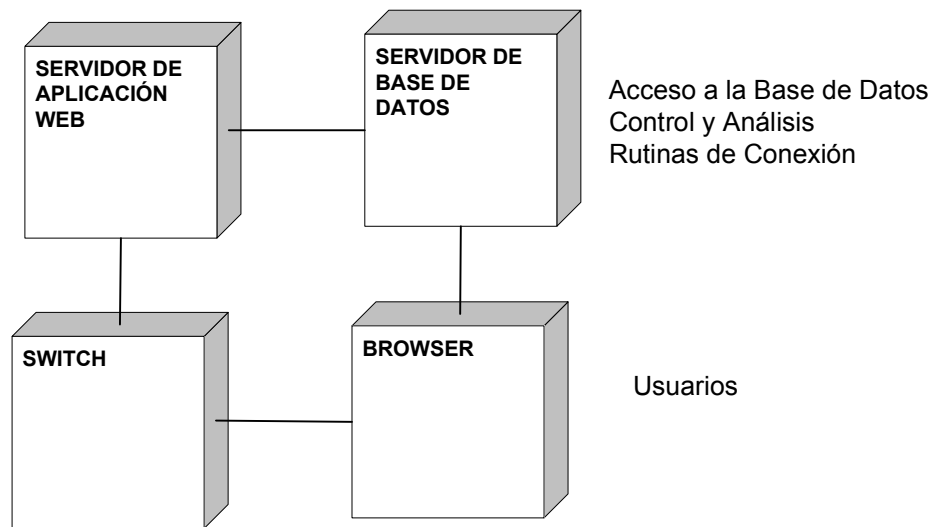 SERVIDOR DE
APLICACIÓN
WEB
SERVIDOR DE
BASE DE
DATOS
Acceso a la Base de Datos
Control y Análisis
Rutinas de Conexión
SWITCH
BROWSER
Usuarios